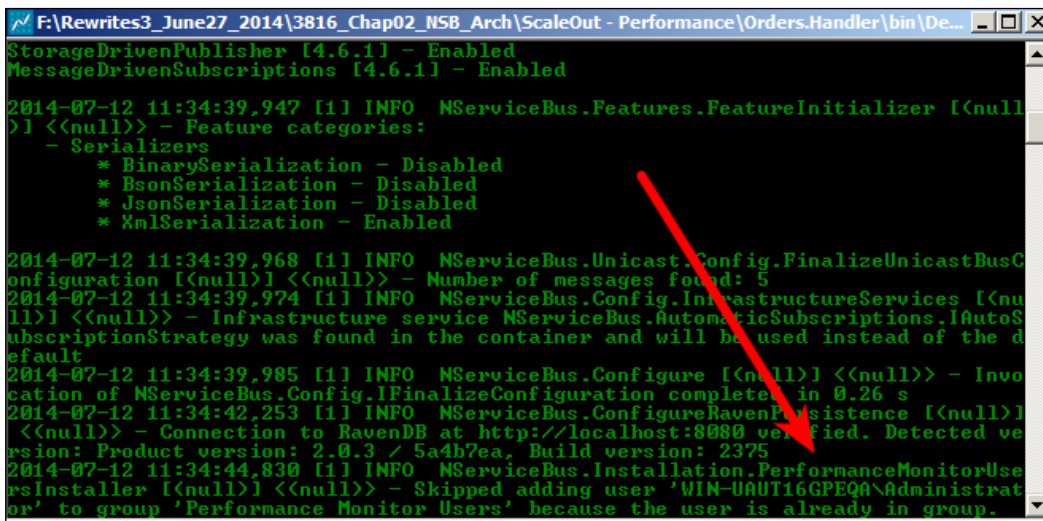 F:\Rewrites3_June27_2014\3816_Chap02_NSB_Arch\ScaleOut - Performance\Orders.Handler\bin\De...
StorageDrivenPublisher [4.6.1] - Enabled
MessageDrivenSubscriptions [4.6.1] - Enabled
2014-07-12 11:34:39,947 [1] INFO  NServiceBus.Features.FeatureInitializer [(null
)] <(null)> - Feature categories:
   - Serializers
       * BinarySerialization - Disabled
       * BsonSerialization - Disabled
       * JsonSerialization - Disabled
       * XmlSerialization - Enabled
2014-07-12 11:34:39,968 [1] INFO  NServiceBus.Unicast.Config.FinalizeUnicastBusC
onfiguration [(null)] <(null)> - Number of messages found: 5
2014-07-12 11:34:39,974 [1] INFO  NServiceBus.Config.InfrastructureServices [(nu
ll)] <(null)> - Infrastructure service NServiceBus.AutomaticSubscriptions.IAutoS
ubscriptionStrategy was found in the container and will be used instead of the d
efault
2014-07-12 11:34:39,985 [1] INFO  NServiceBus.Configure [(null)] <(null)> - Invo
cation of NServiceBus.Config.IFinalizeConfiguration completed in 0.26 s
2014-07-12 11:34:42,253 [1] INFO  NServiceBus.ConfigureRavenPersistence [(null)]
 <(null)> - Connection to RavenDB at http://localhost:8080 verified. Detected ve
rsion: Product version: 2.0.3 / 5a4b7ea, Build version: 2375
2014-07-12 11:34:44,830 [1] INFO  NServiceBus.Installation.PerformanceMonitorUse
rsInstaller [(null)] <(null)> - Skipped adding user 'WIN-UAUT16GPEQA\Administrat
or' to group 'Performance Monitor Users' because the user is already in group.